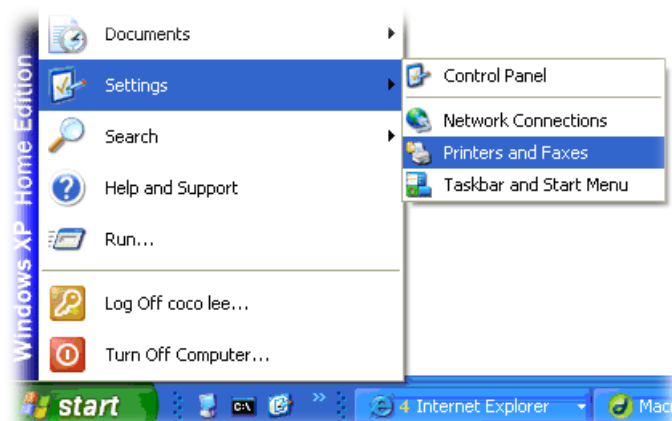 Windows XP Home Edition
Documents
Settings
Search
Help and Support
Run...
Log Off coco lee...
Turn Off Computer...
Control Panel
Network Connections
Printers and Faxes
Taskbar and Start Menu
start
C:\
»
4 Internet Explorer